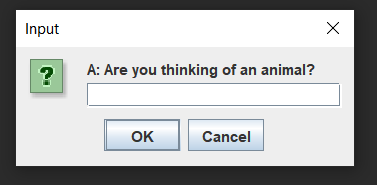 Input
A: Are you thinking of an animal?
OK
Cancel